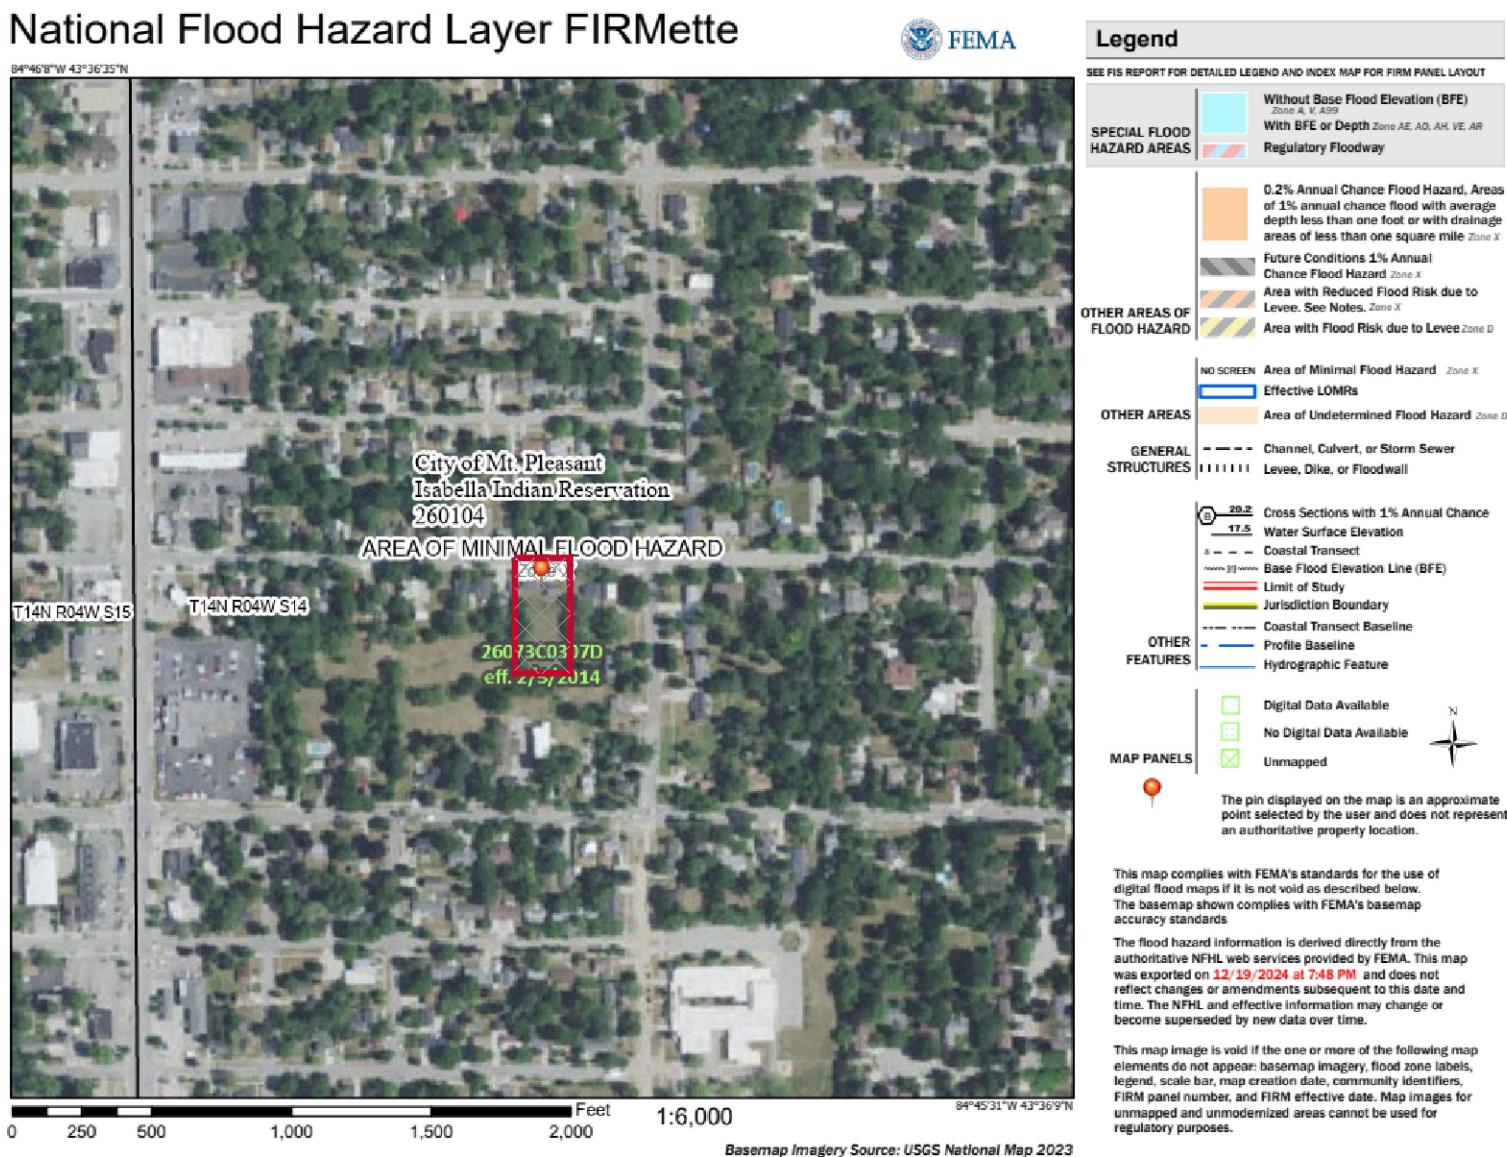 National Flood Hazard Layer FIRMette
FEMA
84°46'8"W 43°36'35"N
City of Mt. Pleasant
Isabella Indian Reservation
260104
AREA OF MINIMAL FLOOD HAZARD
Zone X
T14N R04W S15
T14N R04W S14
26073C0307D
eff. 2/5/2014
0
250
500
1,000
1,500
2,000
Feet
1:6,000
84°45'31"W 43°36'9"N
Basemap Imagery Source: USGS National Map 2023
Legend
SEE FIS REPORT FOR DETAILED LEGEND AND INDEX MAP FOR FIRM PANEL LAYOUT
SPECIAL FLOOD
HAZARD AREAS
Without Base Flood Elevation (BFE)
Zone A, V, A99
With BFE or Depth Zone AE, AO, AH, VE, AR
Regulatory Floodway
OTHER AREAS OF
FLOOD HAZARD
0.2% Annual Chance Flood Hazard, Areas
of 1% annual chance flood with average
depth less than one foot or with drainage
areas of less than one square mile Zone X
Future Conditions 1% Annual
Chance Flood Hazard Zone X
Area with Reduced Flood Risk due to
Levee. See Notes. Zone X
Area with Flood Risk due to Levee Zone D
OTHER AREAS
NO SCREEN Area of Minimal Flood Hazard Zone X
Effective LOMRs
Area of Undetermined Flood Hazard Zone D
GENERAL
STRUCTURES
Channel, Culvert, or Storm Sewer
Levee, Dike, or Floodwall
OTHER
FEATURES
B 20.2 Cross Sections with 1% Annual Chance
17.5 Water Surface Elevation
8 Coastal Transect
513 Base Flood Elevation Line (BFE)
Limit of Study
Jurisdiction Boundary
Coastal Transect Baseline
Profile Baseline
Hydrographic Feature
MAP PANELS
Digital Data Available
No Digital Data Available
Unmapped
N
The pin displayed on the map is an approximate
point selected by the user and does not represent
an authoritative property location.
This map complies with FEMA's standards for the use of
digital flood maps if it is not void as described below.
The basemap shown complies with FEMA's basemap
accuracy standards
The flood hazard information is derived directly from the
authoritative NFHL web services provided by FEMA. This map
was exported on 12/19/2024 at 7:48 PM and does not
reflect changes or amendments subsequent to this date and
time. The NFHL and effective information may change or
become superseded by new data over time.
This map image is void if the one or more of the following map
elements do not appear: basemap imagery, flood zone labels,
legend, scale bar, map creation date, community identifiers,
FIRM panel number, and FIRM effective date. Map images for
unmapped and unmodernized areas cannot be used for
regulatory purposes.